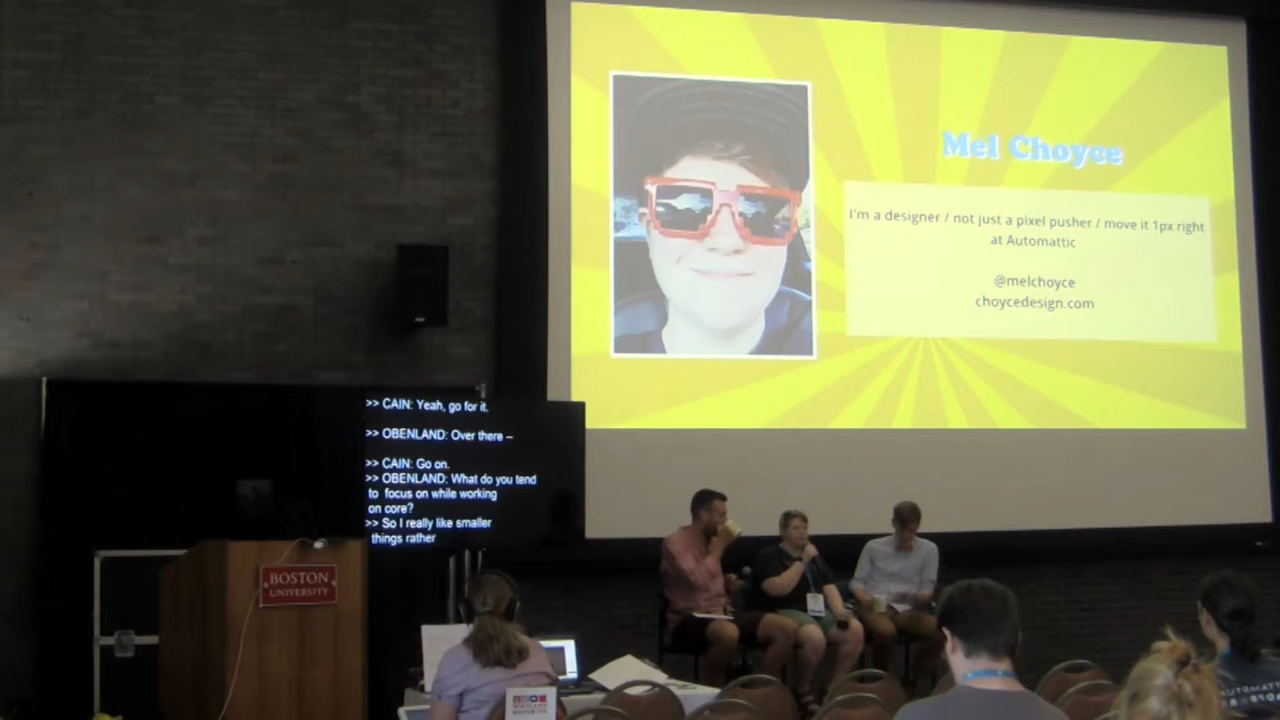 Mel Choyce
I'm a designer / not just a pixel pusher / move it 1px right
at Automattic
@melchoyce
choycedesign.com
>> CAIN: Yeah, go for it.
>> OBENLAND: Over there –
>> CAIN: Go on.
>> OBENLAND: What do you tend
to focus on while working
on core?
>> So I really like smaller
things rather
BOSTON
UNIVERSITY